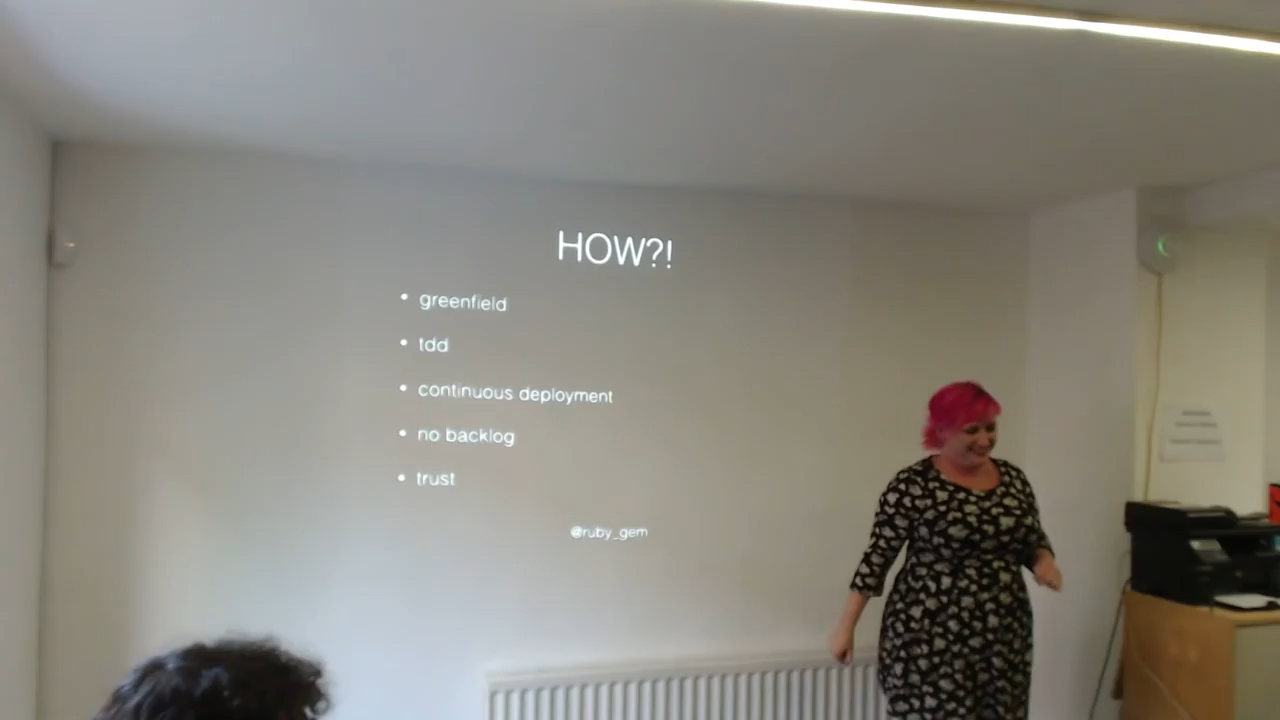 HOW?!
• greenfield
• tdd
• continuous deployment
• no backlog
• trust
@ruby_gem